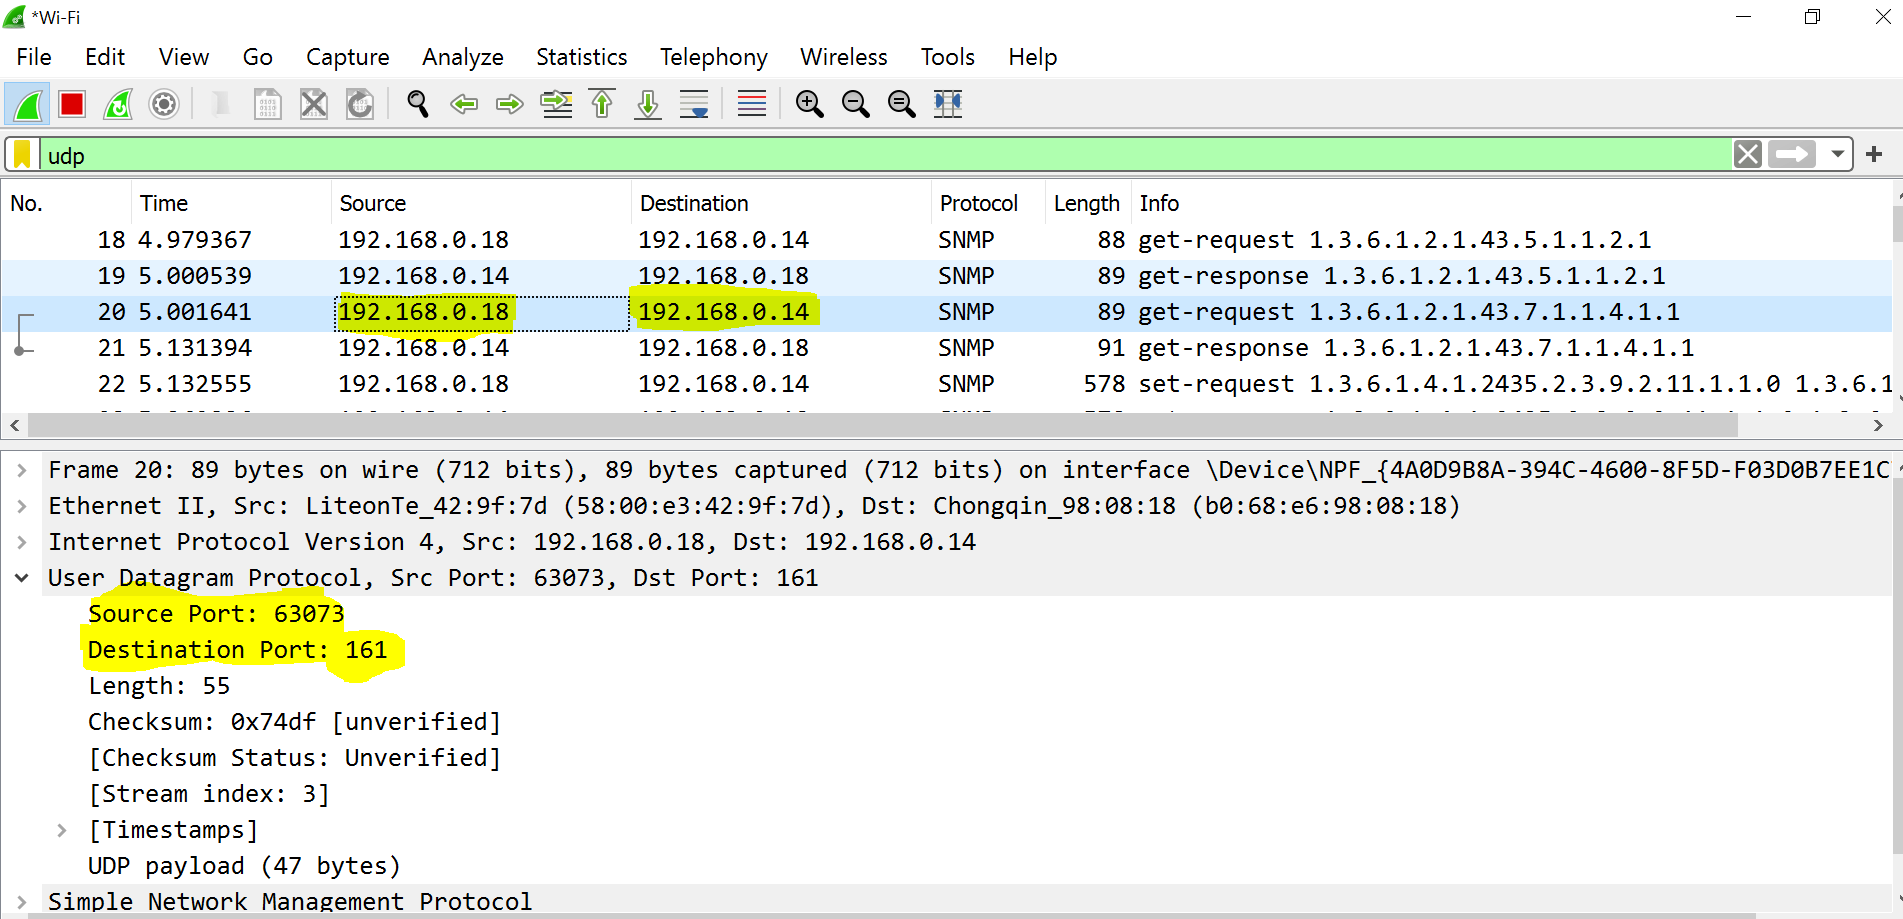 *Wi-Fi
File Edit View Go Capture Analyze Statistics Telephony Wireless Tools Help
udp
No. Time Source Destination Protocol Length Info
18 4.979367 192.168.0.18 192.168.0.14 SNMP 88 get-request 1.3.6.1.2.1.43.5.1.1.2.1
19 5.000539 192.168.0.14 192.168.0.18 SNMP 89 get-response 1.3.6.1.2.1.43.5.1.1.2.1
20 5.001641 192.168.0.18 192.168.0.14 SNMP 89 get-request 1.3.6.1.2.1.43.7.1.1.4.1.1
21 5.131394 192.168.0.14 192.168.0.18 SNMP 91 get-response 1.3.6.1.2.1.43.7.1.1.4.1.1
22 5.132555 192.168.0.18 192.168.0.14 SNMP 578 set-request 1.3.6.1.4.1.2435.2.3.9.2.11.1.1.0 1.3.6.1
Frame 20: 89 bytes on wire (712 bits), 89 bytes captured (712 bits) on interface \Device\NPF_{4A0D9B8A-394C-4600-8F5D-F03D0B7EE1C
Ethernet II, Src: LiteonTe_42:9f:7d (58:00:e3:42:9f:7d), Dst: Chongqin_98:08:18 (b0:68:e6:98:08:18)
Internet Protocol Version 4, Src: 192.168.0.18, Dst: 192.168.0.14
User Datagram Protocol, Src Port: 63073, Dst Port: 161
Source Port: 63073
Destination Port: 161
Length: 55
Checksum: 0x74df [unverified]
[Checksum Status: Unverified]
[Stream index: 3]
[Timestamps]
UDP payload (47 bytes)
Simple Network Management Protocol